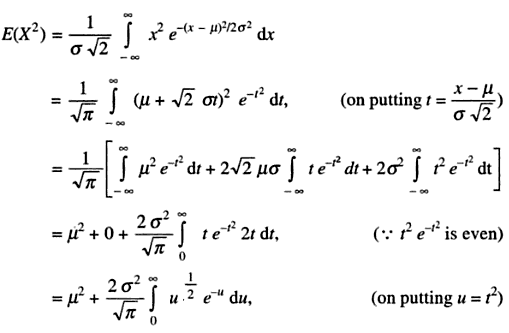 E(X²) = 1/(σ√2) ∫_{-∞}^{∞} x² e^{-(x - μ)²/2σ²} dx
= 1/√π ∫_{-∞}^{∞} (μ + √2 σt)² e^{-t²} dt, (on putting t = (x - μ)/(σ√2))
= 1/√π [∫_{-∞}^{∞} μ² e^{-t²} dt + 2√2 μσ ∫_{-∞}^{∞} t e^{-t²} dt + 2σ² ∫_{-∞}^{∞} t² e^{-t²} dt]
= μ² + 0 + 2σ²/√π ∫_{0}^{∞} t e^{-t²} 2t dt, (∵ t² e^{-t²} is even)
= μ² + 2σ²/√π ∫_{0}^{∞} u^{1/2} e^{-u} du, (on putting u = t²)